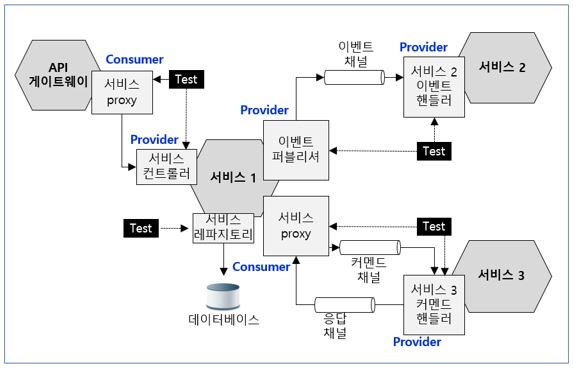 API
게이트웨이
Consumer
서비스
proxy
Test
Provider
서비스
컨트롤러
서비스 1
Test
서비스
레파지토리
데이터베이스
Provider
이벤트
퍼블리셔
이벤트
채널
Provider
서비스 2
이벤트
핸들러
서비스 2
Test
서비스
proxy
Consumer
Test
커멘드
채널
응답
채널
서비스 3
커멘드
핸들러
Provider
서비스 3